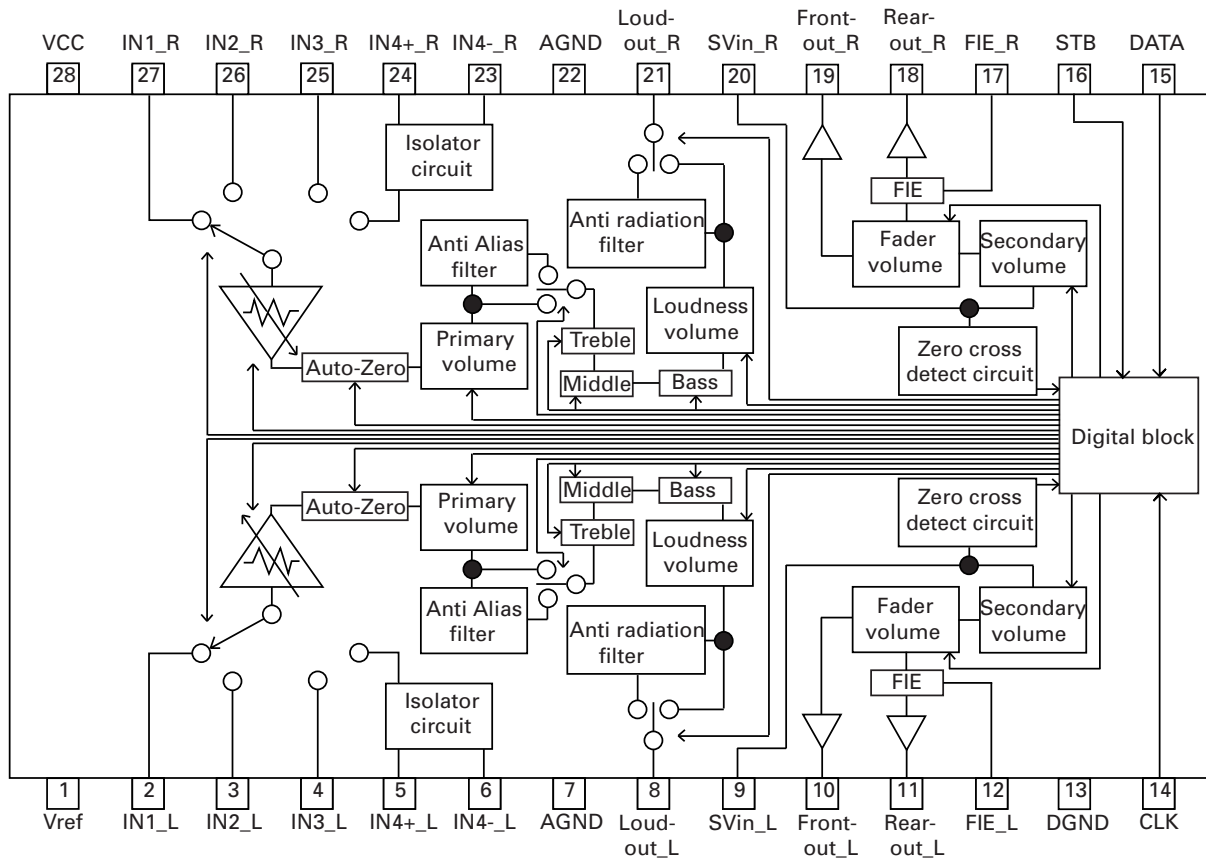 Loud- Front- Rear-
VCC IN1_R IN2_R IN3_R IN4+_R IN4-_R AGND out_R SVin_R out_R out_R FIE_R STB DATA
28 27 26 25 24 23 22 21 20 19 18 17 16 15
Isolator
circuit
FIE
Anti radiation
filter
Anti Alias
filter
Fader
volume
Secondary
volume
Loudness
volume
Primary
volume
Treble
Zero cross
detect circuit
Auto-Zero
Middle
Bass
Digital block
Auto-Zero
Primary
volume
Middle
Bass
Zero cross
detect circuit
Treble
Loudness
volume
Anti Alias
filter
Anti radiation
filter
Fader
volume
Secondary
volume
Isolator
circuit
FIE
1 2 3 4 5 6 7 8 9 10 11 12 13 14
Vref IN1_L IN2_L IN3_L IN4+_L IN4-_L AGND Loud- SVin_L Front- Rear- FIE_L DGND CLK
out_L out_L out_L